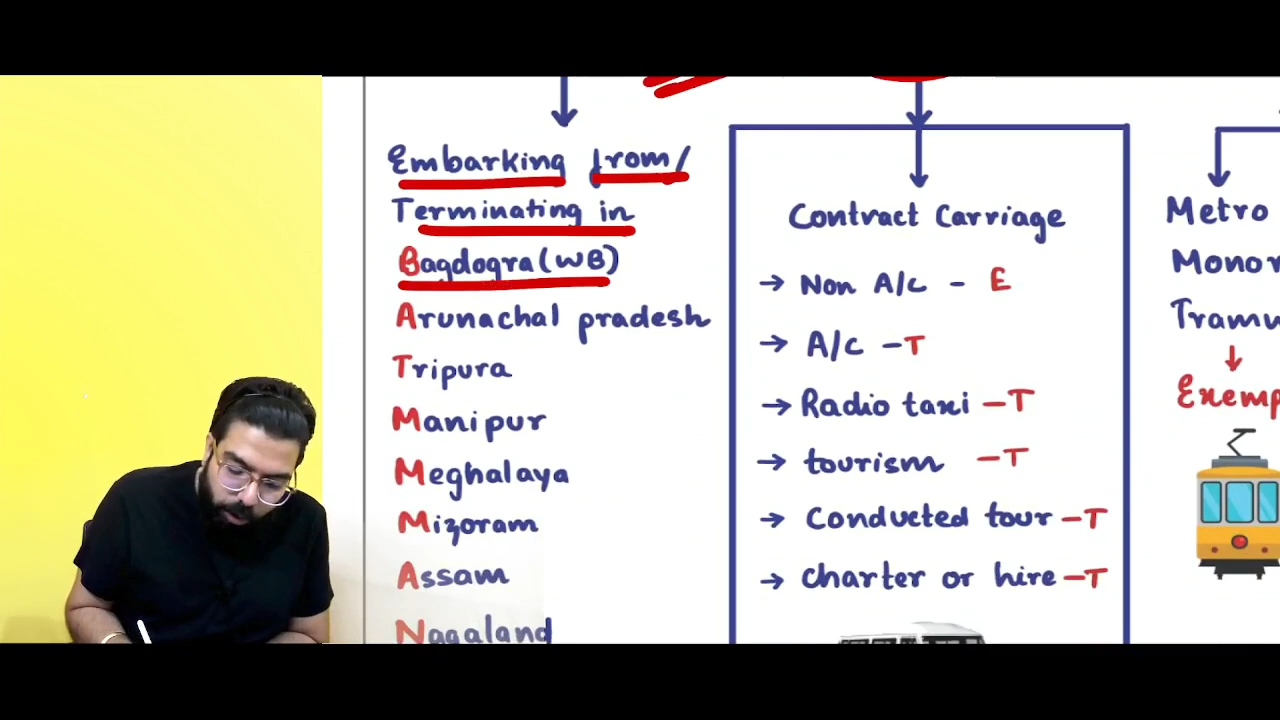 Embarking from/
Terminating in
Bagdogra (WB)
Arunachal pradesh
Tripura
Manipur
Meghalaya
Mizoram
Assam
Nagaland
Contract Carriage
→ Non A/c - E
→ A/c - T
→ Radio taxi - T
→ tourism - T
→ Conducted tour - T
→ charter or hire - T
Metro